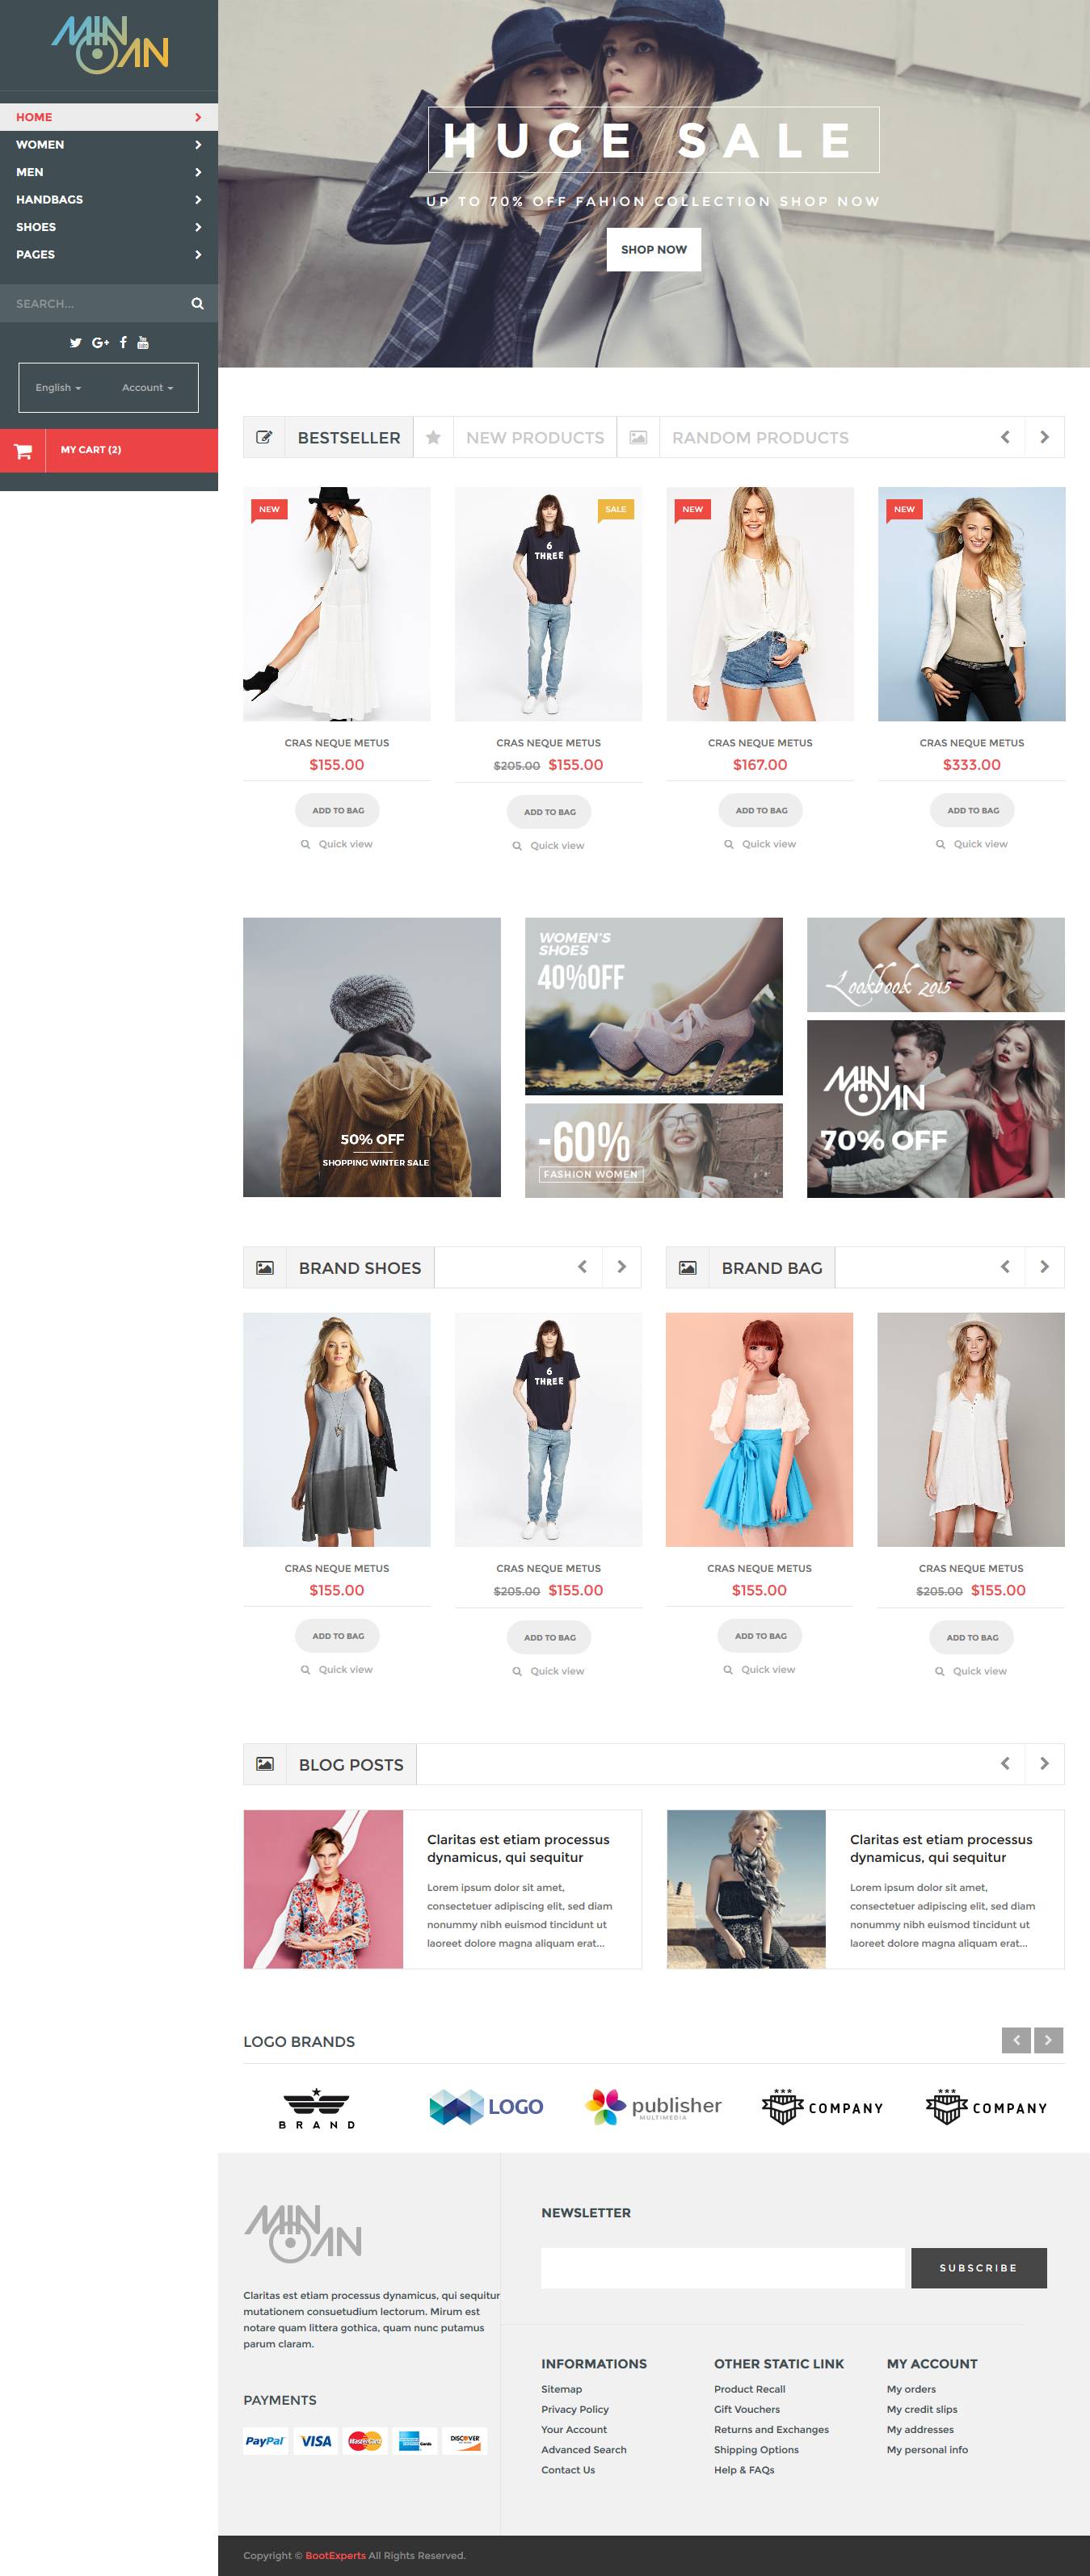 MINOAN
HOME
WOMEN
MEN
HANDBAGS
SHOES
PAGES
SEARCH...
English
Account
MY CART (2)
HUGE SALE
UP TO 70% OFF FAHION COLLECTION SHOP NOW
SHOP NOW
BESTSELLER
NEW PRODUCTS
RANDOM PRODUCTS
NEW
SALE
NEW
NEW
6
THREE
CRAS NEQUE METUS
CRAS NEQUE METUS
CRAS NEQUE METUS
CRAS NEQUE METUS
$155.00
$205.00 $155.00
$167.00
$333.00
ADD TO BAG
ADD TO BAG
ADD TO BAG
ADD TO BAG
Quick view
Quick view
Quick view
Quick view
50% OFF
SHOPPING WINTER SALE
WOMEN'S
SHOES
40%OFF
-60%
FASHION WOMEN
Lookbook 2015
MINOAN
70% OFF
BRAND SHOES
BRAND BAG
6
THREE
CRAS NEQUE METUS
CRAS NEQUE METUS
CRAS NEQUE METUS
CRAS NEQUE METUS
$155.00
$205.00 $155.00
$155.00
$205.00 $155.00
ADD TO BAG
ADD TO BAG
ADD TO BAG
ADD TO BAG
Quick view
Quick view
Quick view
Quick view
BLOG POSTS
Claritas est etiam processus
dynamicus, qui sequitur
Lorem ipsum dolor sit amet,
consectetuer adipiscing elit, sed diam
nonummy nibh euismod tincidunt ut
laoreet dolore magna aliquam erat...
Claritas est etiam processus
dynamicus, qui sequitur
Lorem ipsum dolor sit amet,
consectetuer adipiscing elit, sed diam
nonummy nibh euismod tincidunt ut
laoreet dolore magna aliquam erat...
LOGO BRANDS
BRAND
LOGO
publisher
MULTIMEDIA
COMPANY
COMPANY
MINOAN
Claritas est etiam processus dynamicus, qui sequitur
mutationem consuetudium lectorum. Mirum est
notare quam littera gothica, quam nunc putamus
parum claram.
PAYMENTS
PayPal
VISA
MasterCard
Cards
DISCOVER
NEWSLETTER
SUBSCRIBE
INFORMATIONS
Sitemap
Privacy Policy
Your Account
Advanced Search
Contact Us
OTHER STATIC LINK
Product Recall
Gift Vouchers
Returns and Exchanges
Shipping Options
Help & FAQs
MY ACCOUNT
My orders
My credit slips
My addresses
My personal info
Copyright © BootExperts All Rights Reserved.